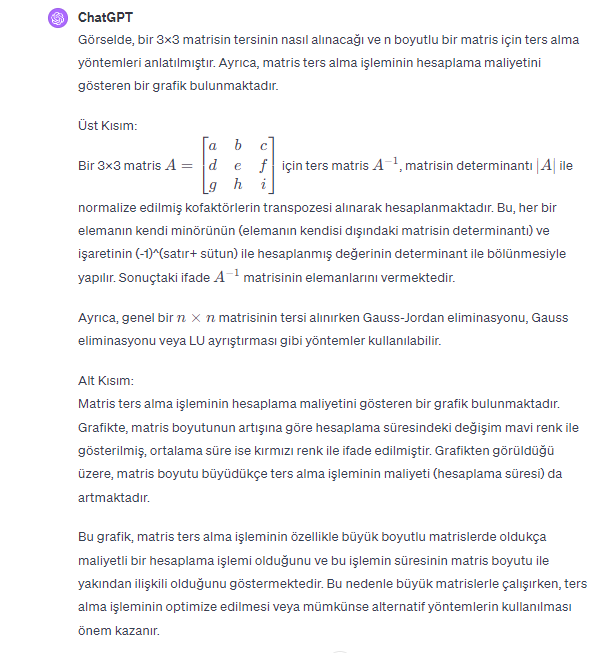 ChatGPT
Görselde, bir 3×3 matrisin tersinin nasıl alınacağı ve n boyutlu bir matris için ters alma
yöntemleri anlatılmıştır. Ayrıca, matris ters alma işleminin hesaplama maliyetini
gösteren bir grafik bulunmaktadır.
Üst Kısım:
Bir 3×3 matris A = [a b c; d e f; g h i] için ters matris A⁻¹, matrisin determinantı |A| ile
normalize edilmiş kofaktörlerin transpozesi alınarak hesaplanmaktadır. Bu, her bir
elemanın kendi minörünün (elemanın kendisi dışındaki matrisin determinantı) ve
işaretinin (-1)^(satır+ sütun) ile hesaplanmış değerinin determinant ile bölünmesiyle
yapılır. Sonuçtaki ifade A⁻¹ matrisinin elemanlarını vermektedir.
Ayrıca, genel bir n × n matrisinin tersi alınırken Gauss-Jordan eliminasyonu, Gauss
eliminasyonu veya LU ayrıştırması gibi yöntemler kullanılabilir.
Alt Kısım:
Matris ters alma işleminin hesaplama maliyetini gösteren bir grafik bulunmaktadır.
Grafikte, matris boyutunun artışına göre hesaplama süresindeki değişim mavi renk ile
gösterilmiş, ortalama süre ise kırmızı renk ile ifade edilmiştir. Grafikten görüldüğü
üzere, matris boyutu büyüdükçe ters alma işleminin maliyeti (hesaplama süresi) da
artmaktadır.
Bu grafik, matris ters alma işleminin özellikle büyük boyutlu matrislerde oldukça
maliyetli bir hesaplama işlemi olduğunu ve bu işlemin süresinin matris boyutu ile
yakından ilişkili olduğunu göstermektedir. Bu nedenle büyük matrislerle çalışırken, ters
alma işleminin optimize edilmesi veya mümkünse alternatif yöntemlerin kullanılması
önem kazanır.